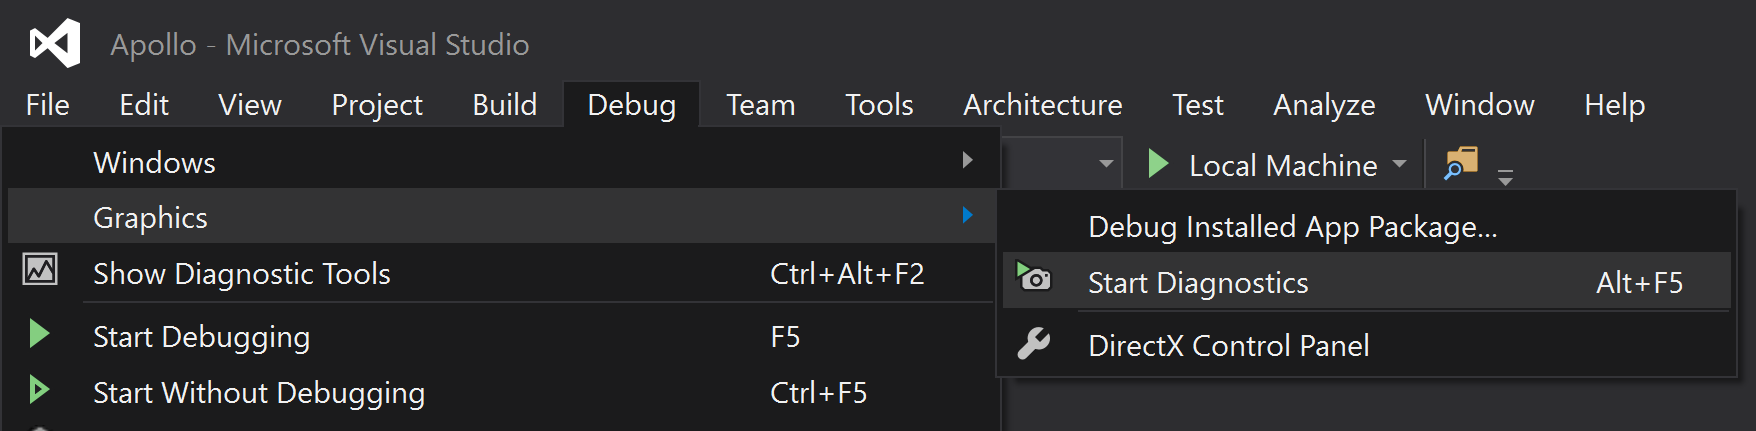 Apollo - Microsoft Visual Studio
File Edit View Project Build Debug Team Tools Architecture Test Analyze Window Help
Windows
Local Machine
Graphics
Show Diagnostic Tools Ctrl+Alt+F2
Start Debugging F5
Start Without Debugging Ctrl+F5
Debug Installed App Package...
Start Diagnostics Alt+F5
DirectX Control Panel